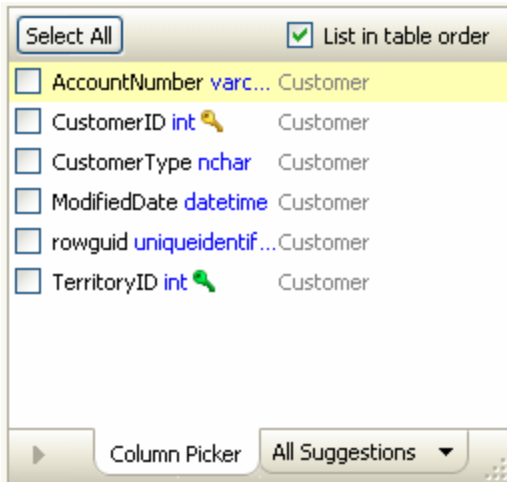 Select All List in table order
AccountNumber varc... Customer
CustomerID int Customer
CustomerType nchar Customer
ModifiedDate datetime Customer
rowguid uniqueidentif... Customer
TerritoryID int Customer
Column Picker All Suggestions